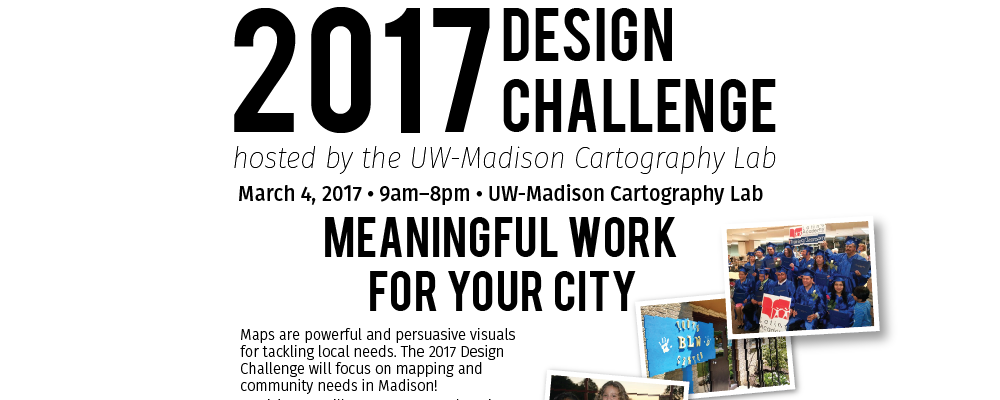 2017 DESIGN
CHALLENGE
hosted by the UW-Madison Cartography Lab
March 4, 2017 • 9am–8pm • UW-Madison Cartography Lab
MEANINGFUL WORK
FOR YOUR CITY
Maps are powerful and persuasive visuals
for tackling local needs. The 2017 Design
Challenge will focus on mapping and
community needs in Madison!